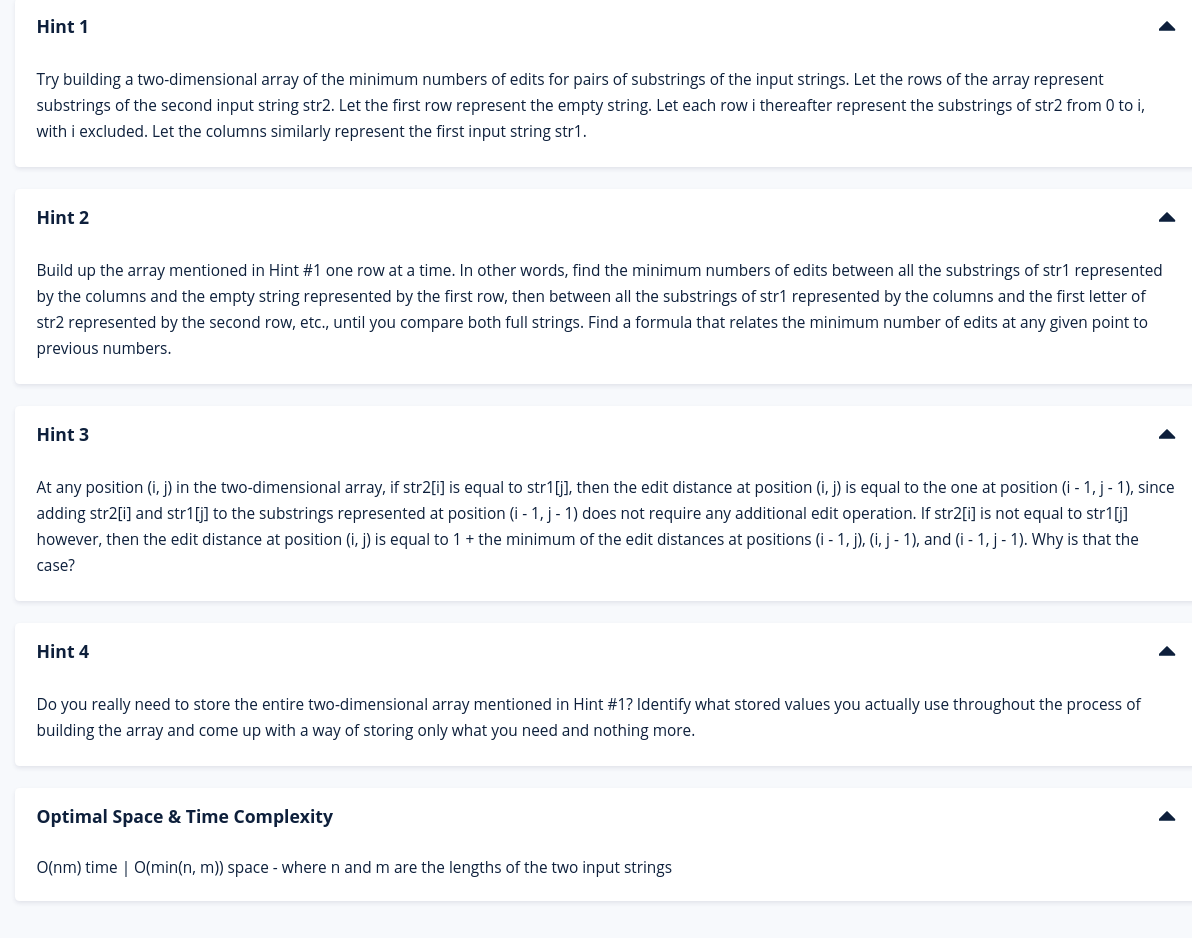 Hint 1
Try building a two-dimensional array of the minimum numbers of edits for pairs of substrings of the input strings. Let the rows of the array represent
substrings of the second input string str2. Let the first row represent the empty string. Let each row i thereafter represent the substrings of str2 from 0 to i,
with i excluded. Let the columns similarly represent the first input string str1.
Hint 2
Build up the array mentioned in Hint #1 one row at a time. In other words, find the minimum numbers of edits between all the substrings of str1 represented
by the columns and the empty string represented by the first row, then between all the substrings of str1 represented by the columns and the first letter of
str2 represented by the second row, etc., until you compare both full strings. Find a formula that relates the minimum number of edits at any given point to
previous numbers.
Hint 3
At any position (i, j) in the two-dimensional array, if str2[i] is equal to str1[j], then the edit distance at position (i, j) is equal to the one at position (i - 1, j - 1), since
adding str2[i] and str1[j] to the substrings represented at position (i - 1, j - 1) does not require any additional edit operation. If str2[i] is not equal to str1[j]
however, then the edit distance at position (i, j) is equal to 1 + the minimum of the edit distances at positions (i - 1, j), (i, j - 1), and (i - 1, j - 1). Why is that the
case?
Hint 4
Do you really need to store the entire two-dimensional array mentioned in Hint #1? Identify what stored values you actually use throughout the process of
building the array and come up with a way of storing only what you need and nothing more.
Optimal Space & Time Complexity
O(nm) time | O(min(n, m)) space - where n and m are the lengths of the two input strings